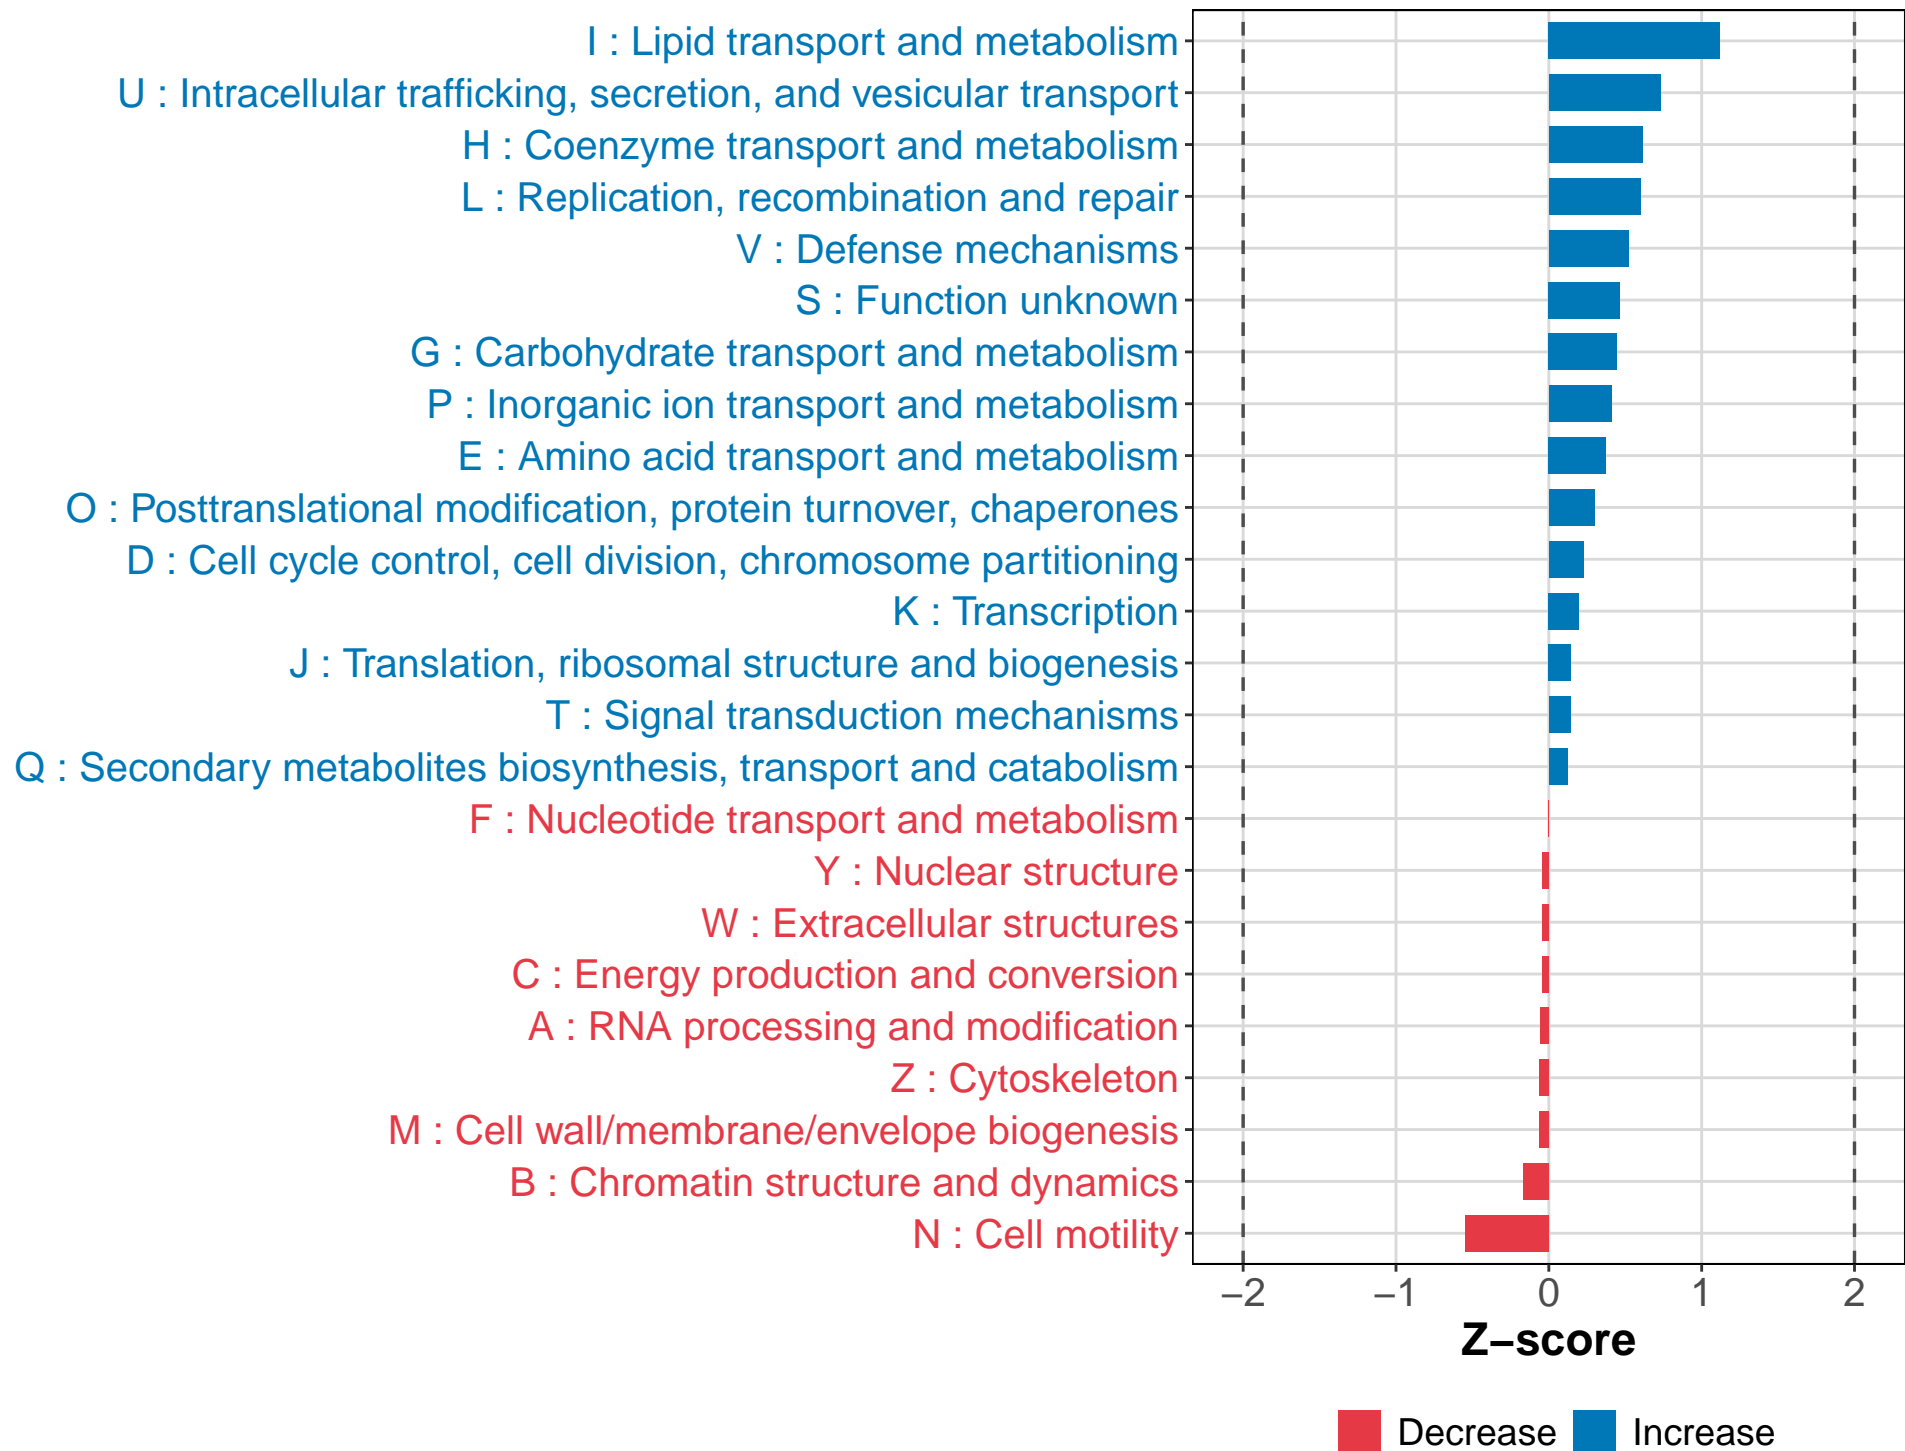 I : Lipid transport and metabolism
U : Intracellular trafficking, secretion, and vesicular transport
H : Coenzyme transport and metabolism
L : Replication, recombination and repair
V : Defense mechanisms
S : Function unknown
G : Carbohydrate transport and metabolism
P : Inorganic ion transport and metabolism
E : Amino acid transport and metabolism
O : Posttranslational modification, protein turnover, chaperones
D : Cell cycle control, cell division, chromosome partitioning
K : Transcription
J : Translation, ribosomal structure and biogenesis
T : Signal transduction mechanisms
Q : Secondary metabolites biosynthesis, transport and catabolism
F : Nucleotide transport and metabolism
Y : Nuclear structure
W : Extracellular structures
C : Energy production and conversion
A : RNA processing and modification
Z : Cytoskeleton
M : Cell wall/membrane/envelope biogenesis
B : Chromatin structure and dynamics
N : Cell motility
−2 −1 0 1 2
Z−score
Decrease Increase